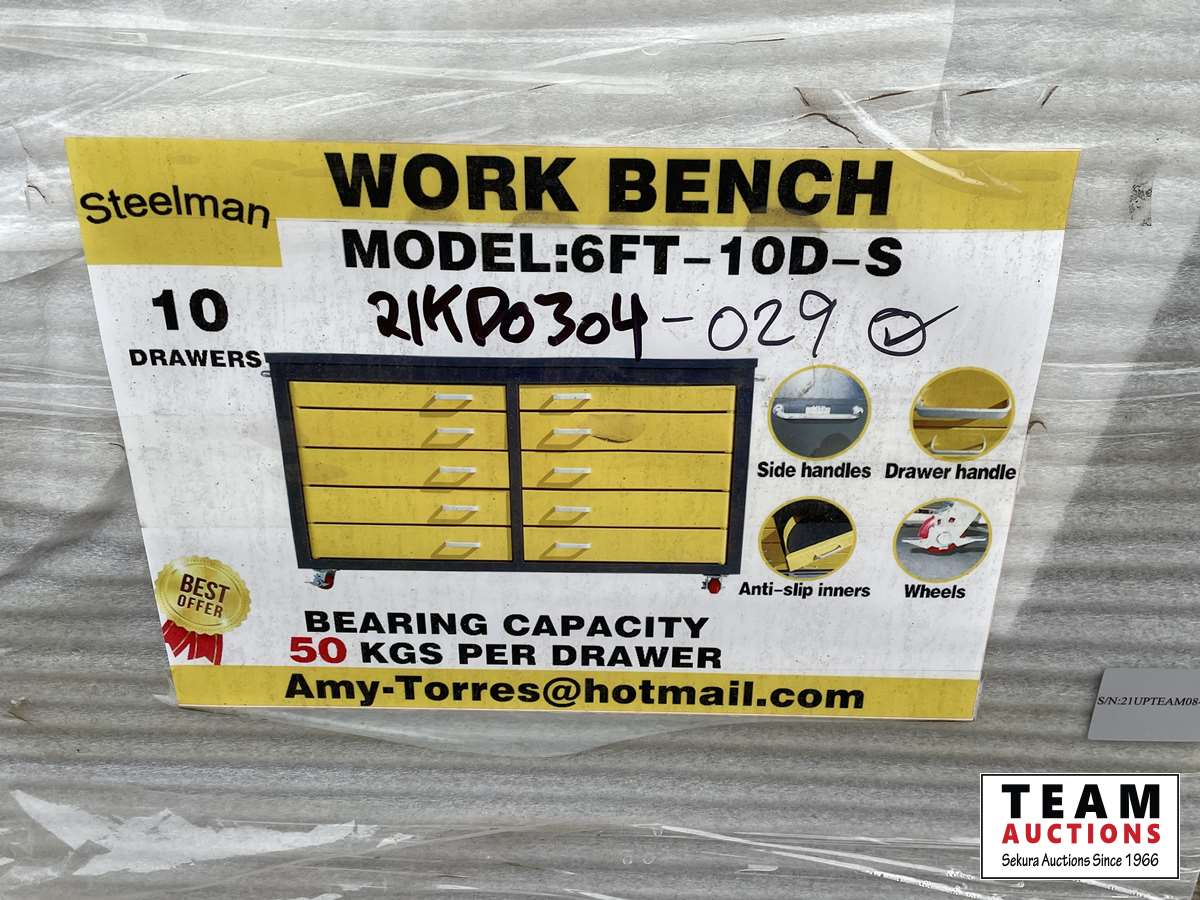 Steelman
WORK BENCH
MODEL:6FT-10D-S
21KD0304-029
10
DRAWERS
Side handles
Drawer handle
Anti-slip inners
Wheels
BEST
OFFER
BEARING CAPACITY
50 KGS PER DRAWER
Amy-Torres@hotmail.com
S/N:21UPTEAM08-
TEAM
AUCTIONS
Sekura Auctions Since 1966